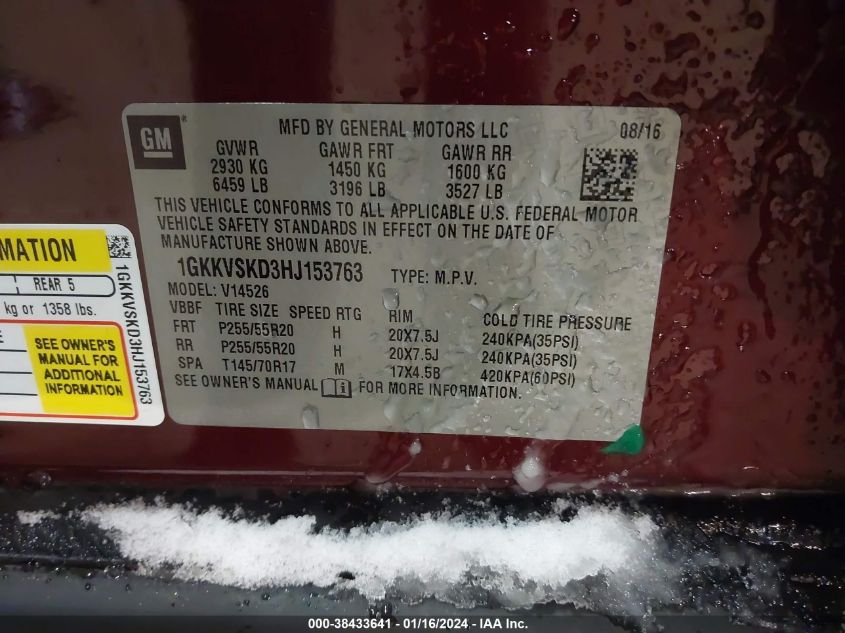 GM
MFD BY GENERAL MOTORS LLC 08/16
GVWR GAWR FRT GAWR RR
2930 KG 1450 KG 1600 KG
6459 LB 3196 LB 3527 LB
THIS VEHICLE CONFORMS TO ALL APPLICABLE U.S. FEDERAL MOTOR
VEHICLE SAFETY STANDARDS IN EFFECT ON THE DATE OF
MANUFACTURE SHOWN ABOVE.
1GKKVSKD3HJ153763 TYPE: M.P.V.
MODEL: V14526
VBBF TIRE SIZE SPEED RTG RIM COLD TIRE PRESSURE
FRT P255/55R20 H 20X7.5J 240KPA(35PSI)
RR P255/55R20 H 20X7.5J 240KPA(35PSI)
SPA T145/70R17 M 17X4.5B 420KPA(60PSI)
SEE OWNER'S MANUAL FOR MORE INFORMATION.
MATION
REAR 5
kg or 1358 lbs.
SEE OWNER'S
MANUAL FOR
ADDITIONAL
INFORMATION
1GKKVSKD3HJ153763
000-38433641 - 01/16/2024 - IAA Inc.